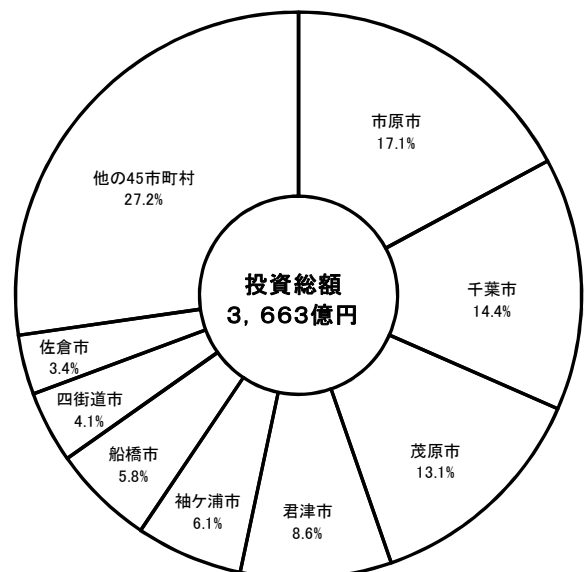 市原市
17.1%
千葉市
14.4%
茂原市
13.1%
君津市
8.6%
袖ケ浦市
6.1%
船橋市
5.8%
四街道市
4.1%
佐倉市
3.4%
他の45市町村
27.2%
投資総額
3,663億円